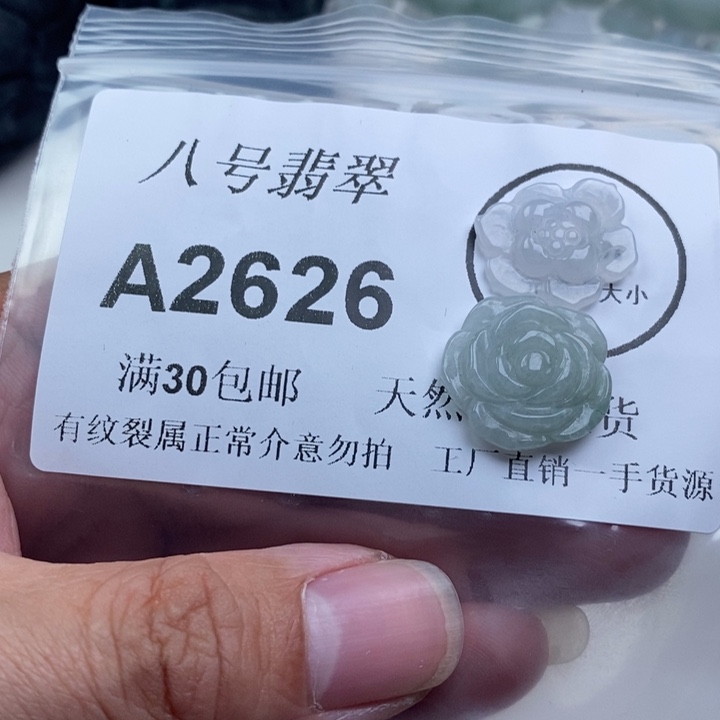 八号翡翠
A2626
大小
满30包邮
天然 货
有纹裂属正常介意勿拍
工厂直销一手货源